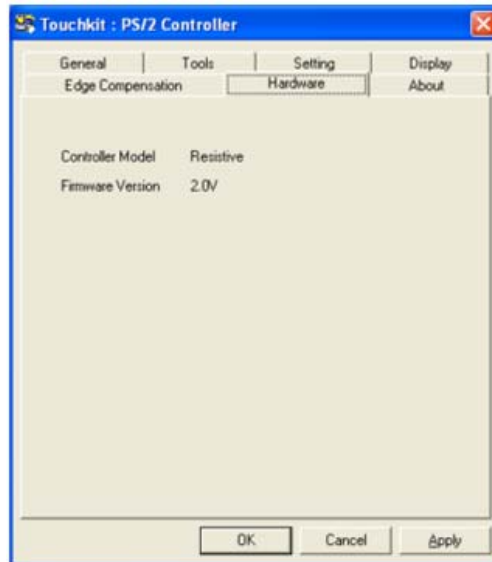 Touchkit : PS/2 Controller
General Tools Setting Display
Edge Compensation Hardware About
Controller Model Resistive
Firmware Version 2.0V
OK Cancel Apply